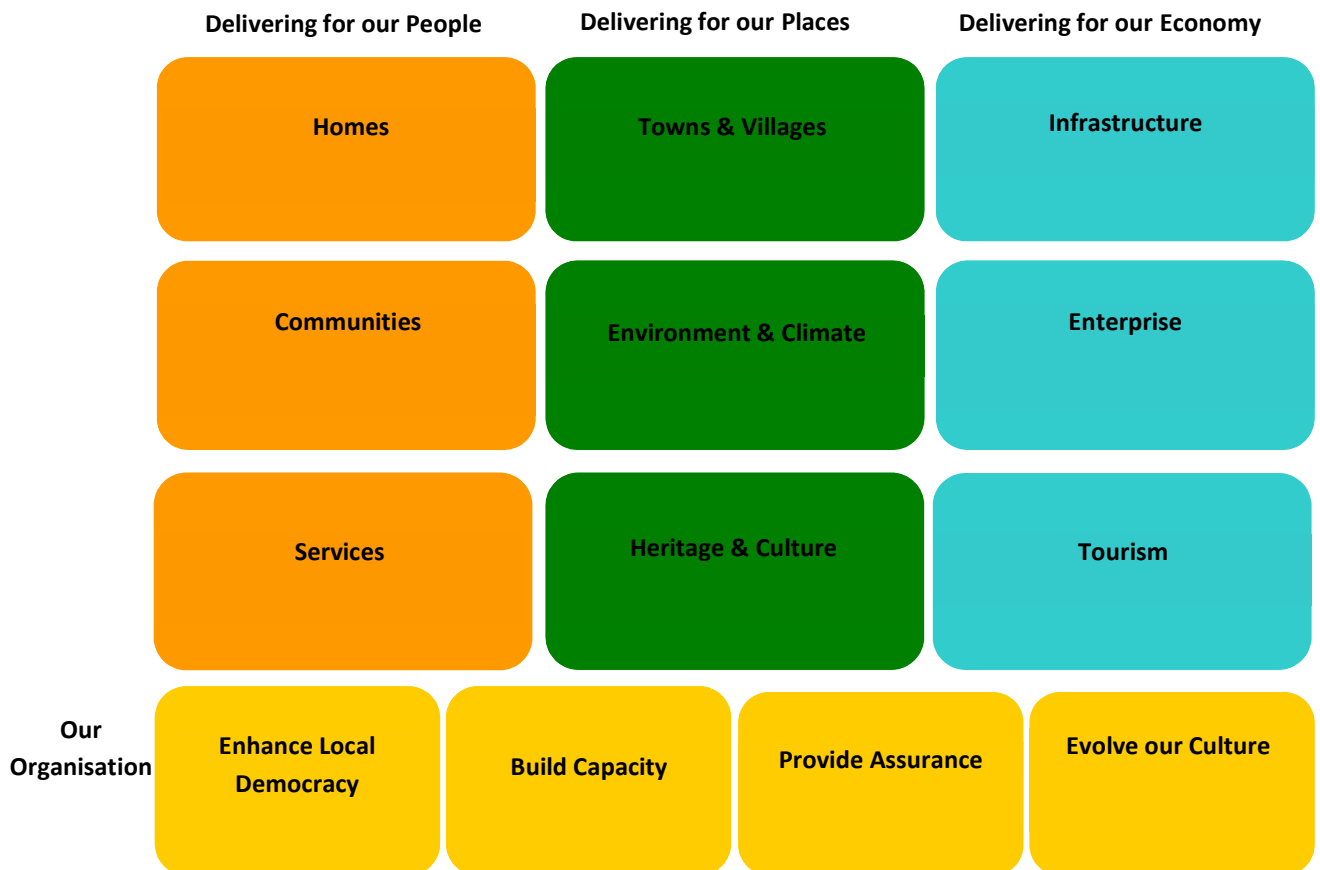 Delivering for our People
Delivering for our Places
Delivering for our Economy
Homes
Towns & Villages
Infrastructure
Communities
Environment & Climate
Enterprise
Services
Heritage & Culture
Tourism
Our
Organisation
Enhance Local
Democracy
Build Capacity
Provide Assurance
Evolve our Culture